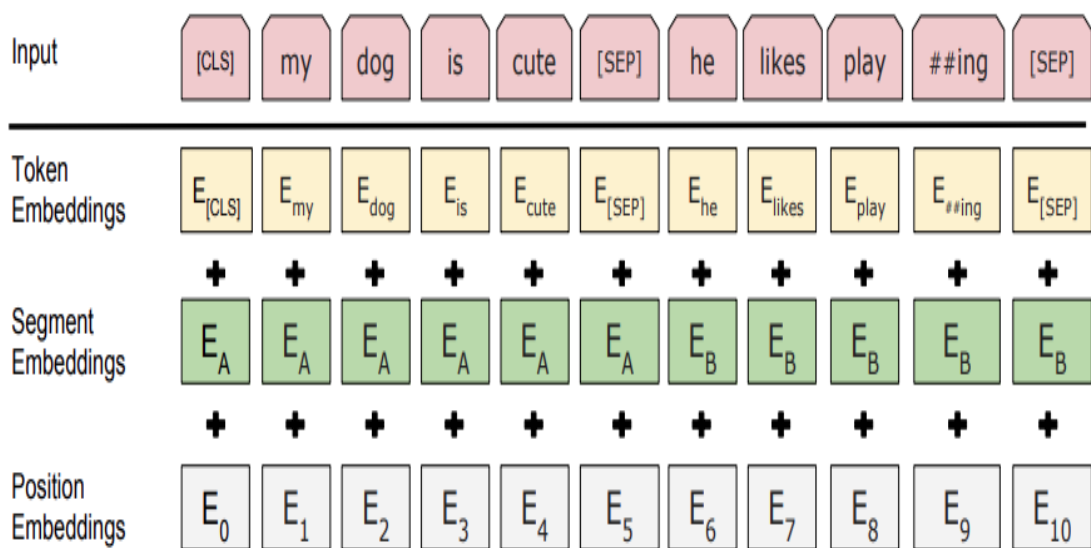 Input [CLS] my dog is cute [SEP] he likes play ##ing [SEP]
Token Embeddings E[CLS] Emy Edog Eis Ecute E[SEP] Ehe Elikes Eplay E##ing E[SEP]
+ + + + + + + + + + +
Segment Embeddings EA EA EA EA EA EA EB EB EB EB EB
+ + + + + + + + + + +
Position Embeddings E0 E1 E2 E3 E4 E5 E6 E7 E8 E9 E10